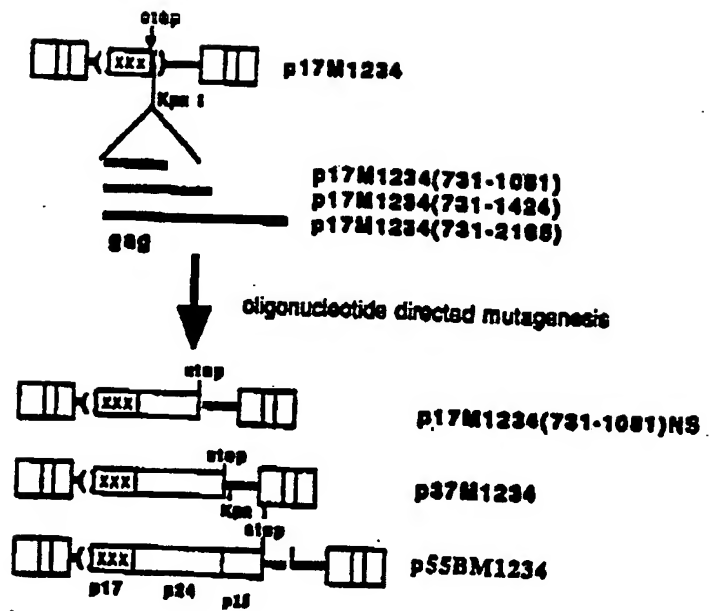 stop
xxx
p17M1234
Kpn I
p17M1234(731-1081)
p17M1234(731-1424)
p17M1234(731-2165)
gag
oligonucleotide directed mutagenesis
stop
xxx
p17M1234(731-1081)NS
stop
xxx
p37M1234
Kpn I
stop
xxx
p55BM1234
p17 p24 p15